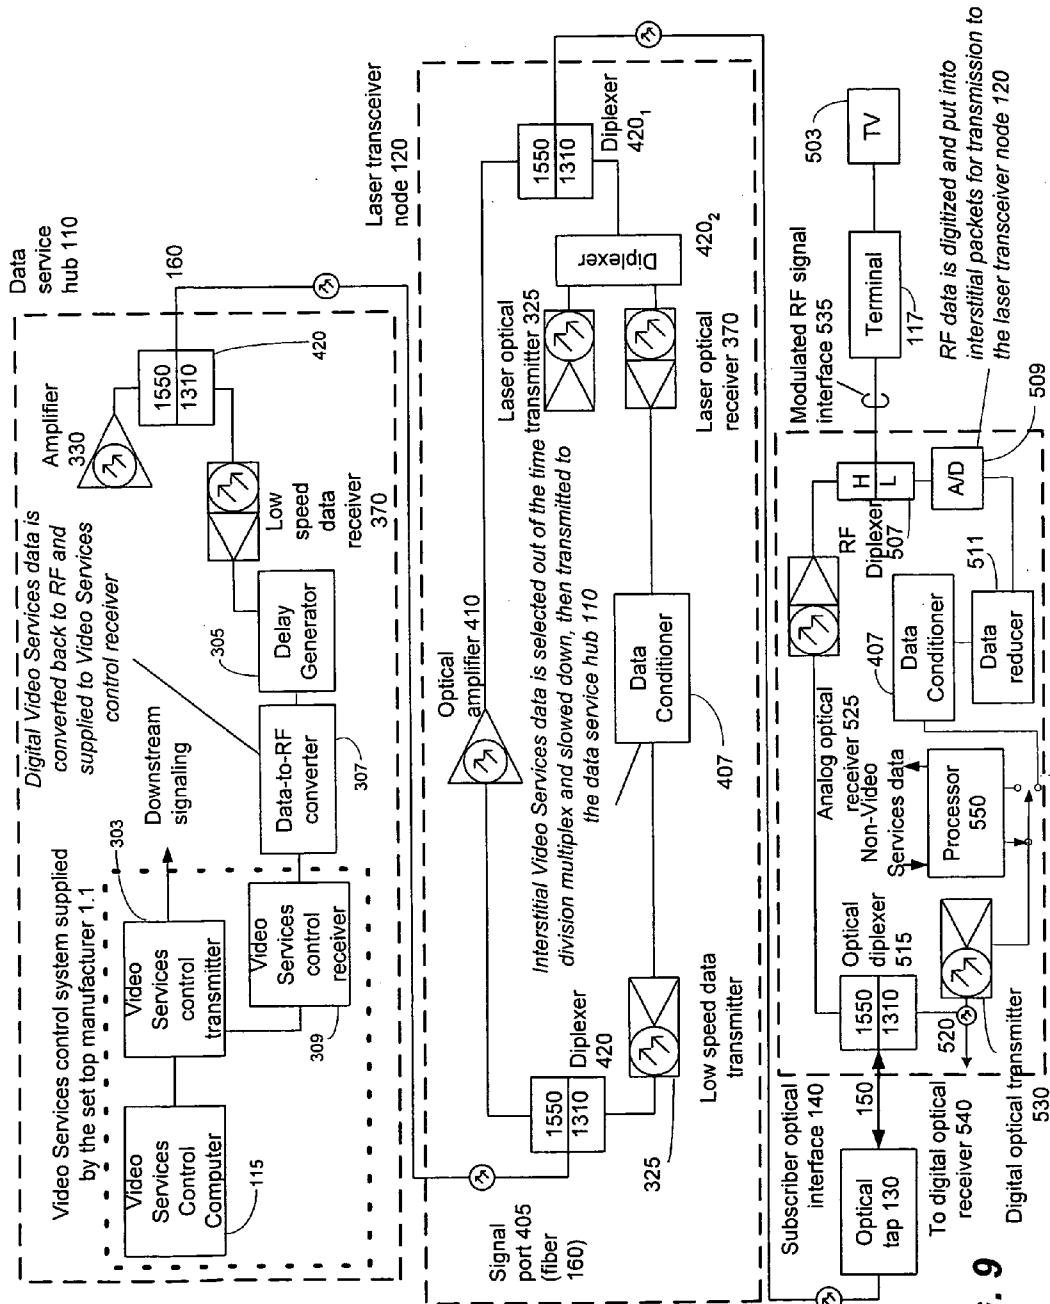 Data
service
hub 110
Digital Video Services data is
converted back to RF and
supplied to Video Services
control receiver
Video Services control system supplied
by the set top manufacturer 1.1
Amplifier
330
160
1550
1310
420
Low
speed
data
receiver
370
Downstream
signaling
303
305
Delay
Generator
Data-to-RF
converter
307
Video
Services
control
transmitter
Video
Services
control
receiver
309
Video
Services
Control
Computer
115
Laser transceiver
node 120
1550
1310
Diplexer
420₁
Diplexer
420₂
Laser optical
transmitter 325
Laser optical
receiver 370
Optical
amplifier 410
Interstitial Video Services data is selected out of the time
division multiplex and slowed down, then transmitted to
the data service hub 110
Data
Conditioner
407
1550
1310
Diplexer
420
Low speed data
transmitter
325
Signal
port 405
(fiber
160)
503
TV
RF data is digitized and put into
interstitial packets for transmission to
the laser transceiver node 120
Modulated RF signal
interface 535
Terminal
117
509
H
L
A/D
RF
Diplexer
507
511
Analog optical
receiver 525
407
Data
Conditioner
Data
reducer
Non-Video
Services data
Processor
550
Optical
diplexer
515
1550
1310
520
Subscriber optical
interface 140
150
Optical
tap 130
To digital optical
receiver 540
Digital optical transmitter
530
. 9